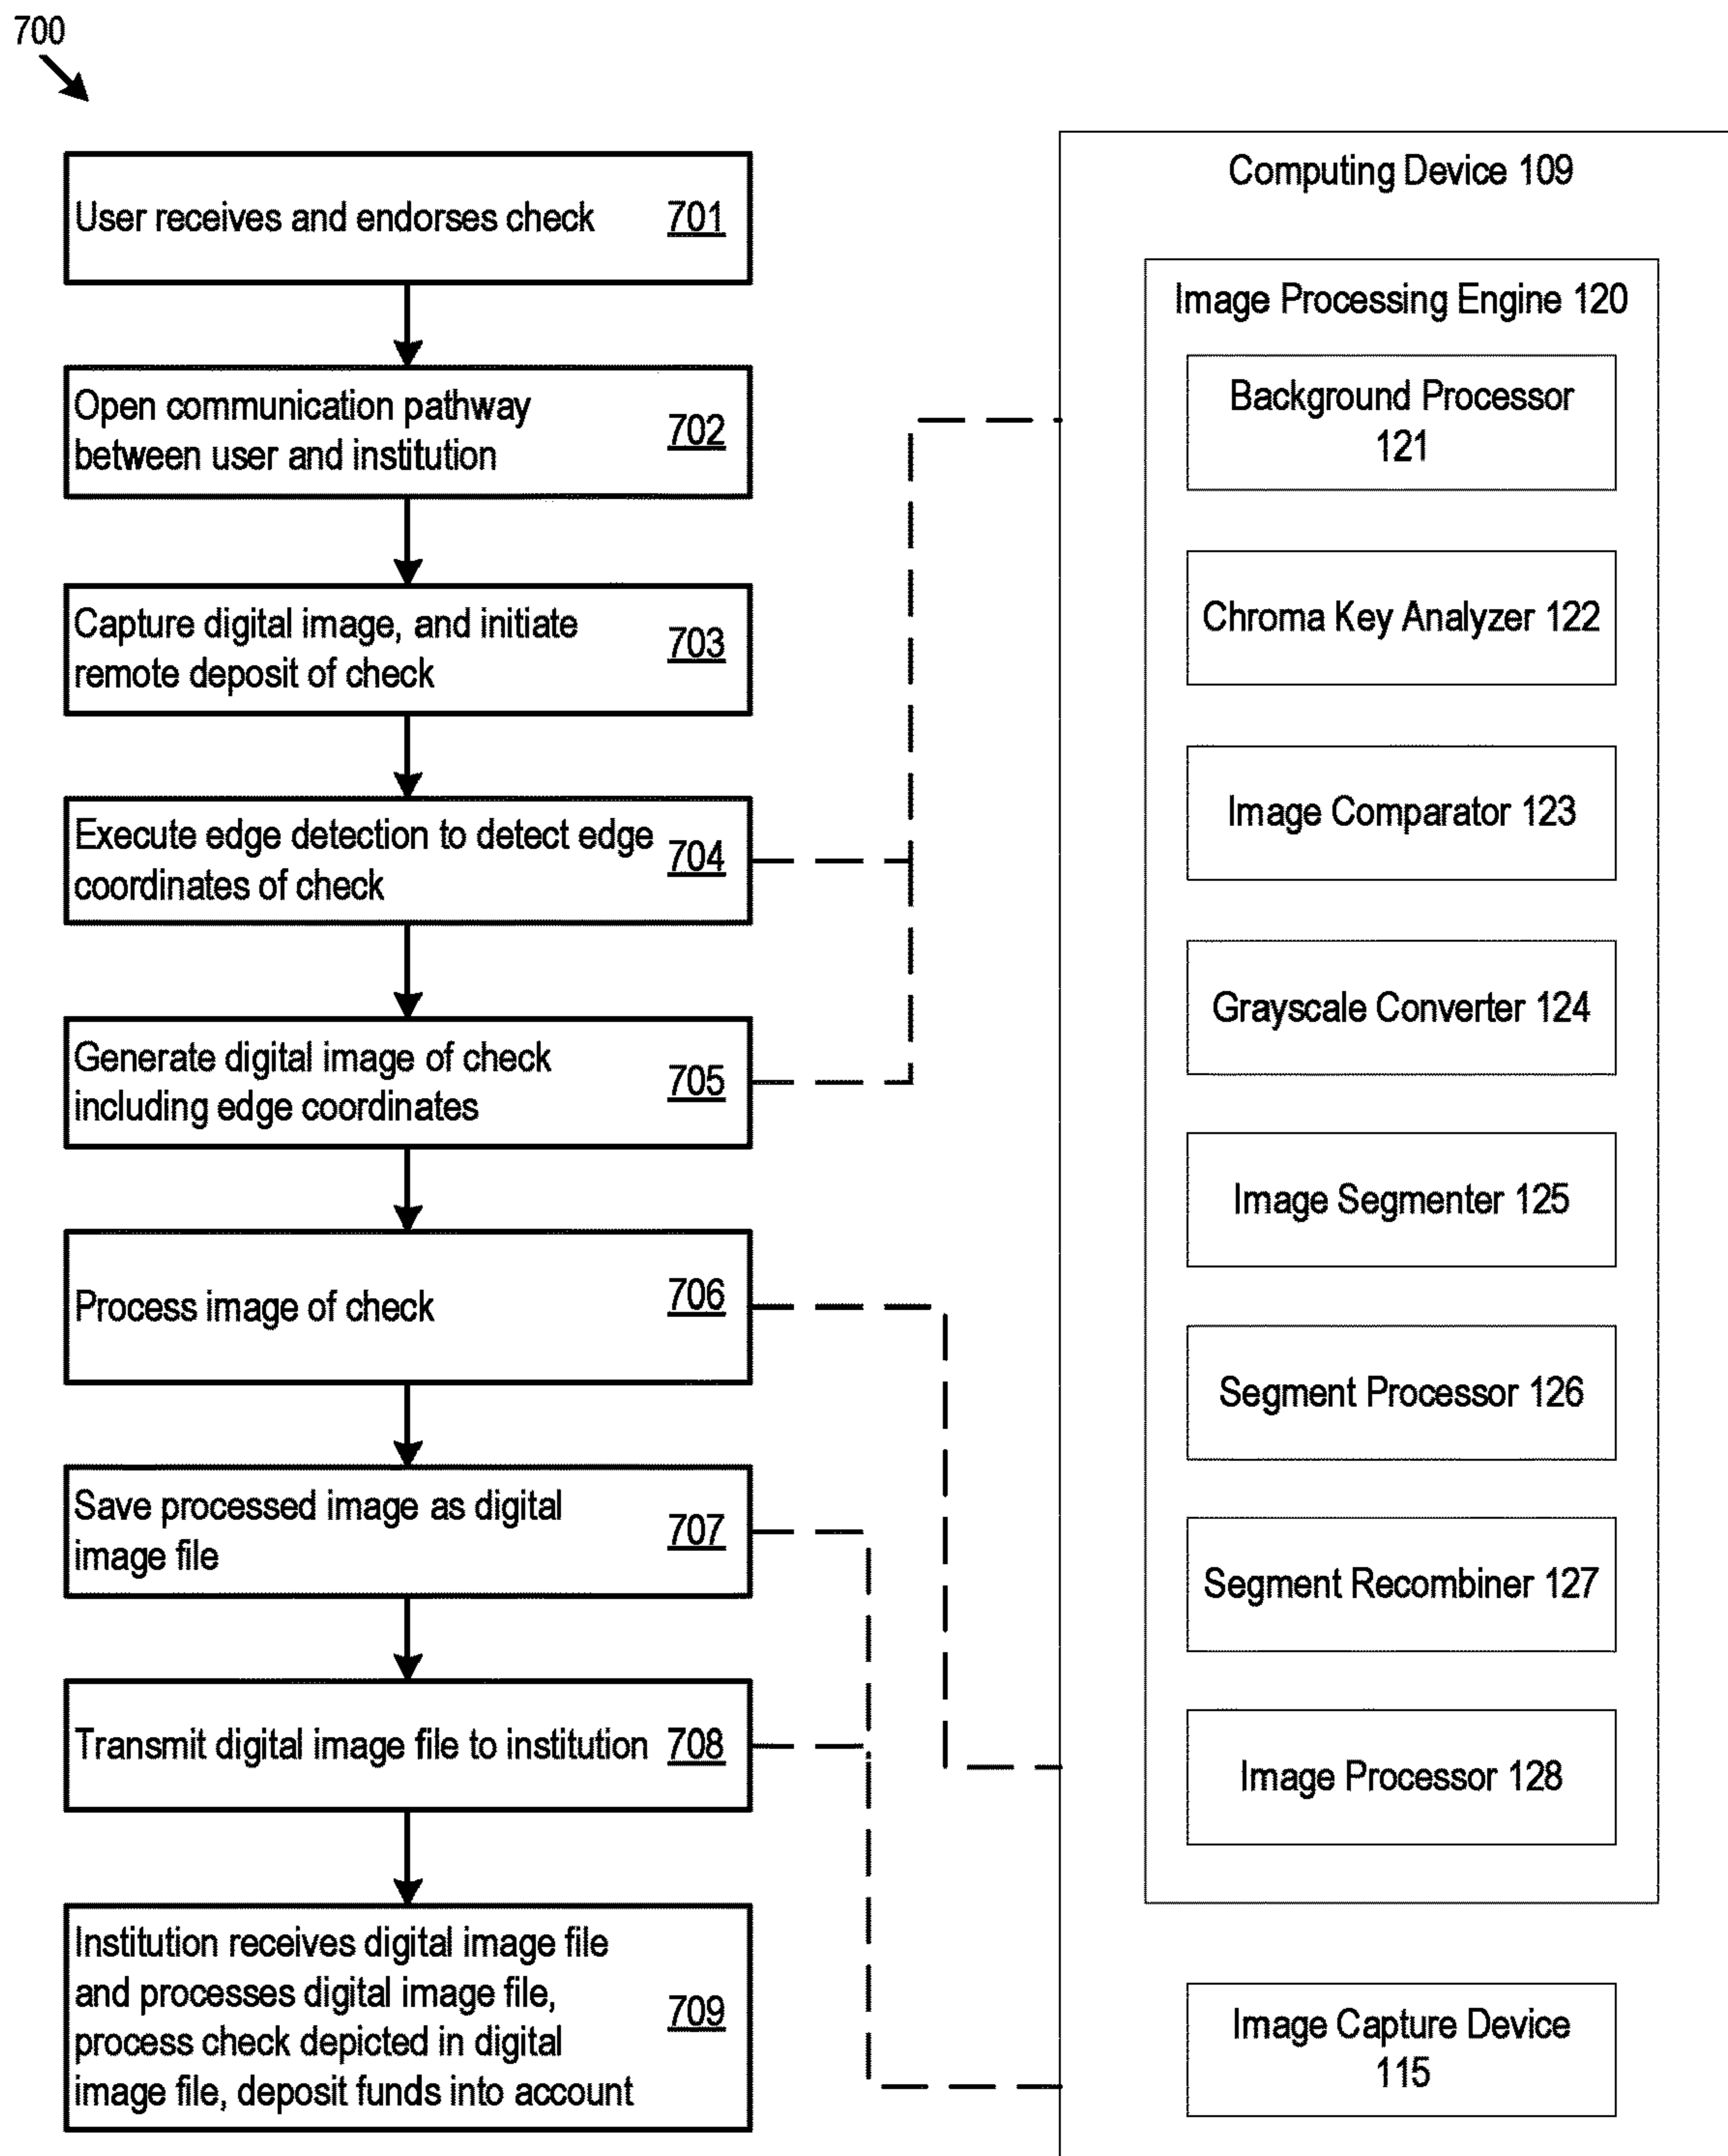 700
User receives and endorses check 701
Open communication pathway
between user and institution 702
Capture digital image, and initiate
remote deposit of check 703
Execute edge detection to detect edge
coordinates of check 704
Generate digital image of check
including edge coordinates 705
Process image of check 706
Save processed image as digital
image file 707
Transmit digital image file to institution 708
Institution receives digital image file
and processes digital image file,
process check depicted in digital
image file, deposit funds into account 709
Computing Device 109
Image Processing Engine 120
Background Processor
121
Chroma Key Analyzer 122
Image Comparator 123
Grayscale Converter 124
Image Segmenter 125
Segment Processor 126
Segment Recombiner 127
Image Processor 128
Image Capture Device
115